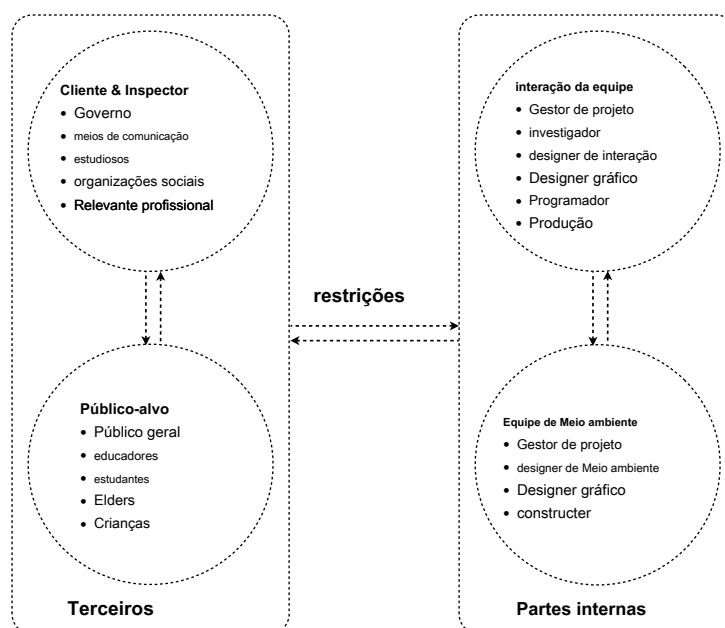 Cliente & Inspector
Governo
meios de comunicação
estudiosos
organizações sociais
Relevante profissional
Público-alvo
Público geral
educadores
estudantes
Elders
Crianças
Terceiros
restrições
interação da equipe
Gestor de projeto
investigador
designer de interação
Designer gráfico
Programador
Produção
Equipe de Meio ambiente
Gestor de projeto
designer de Meio ambiente
Designer gráfico
constructer
Partes internas